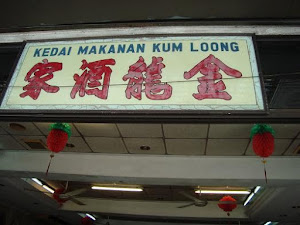 KEDAI MAKANAN KUM LOONG
家酒龍金